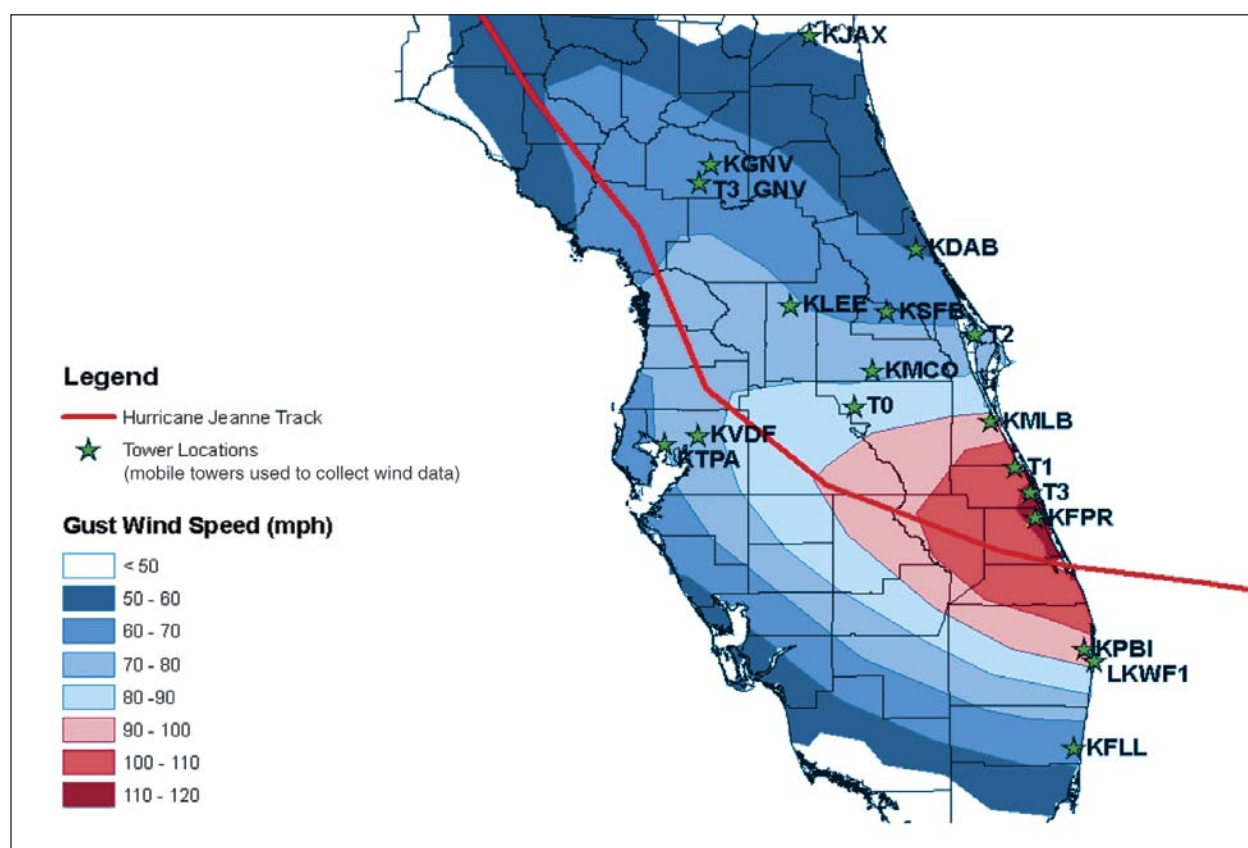 KJAX
KGNV
T3_GNV
KDAB
KLEE
KSFB
T2
KMCO
T0
KMLB
KVDF
KTPA
T1
T3
KFPR
KPBI
LKWF1
KFLL
Legend
Hurricane Jeanne Track
Tower Locations
(mobile towers used to collect wind data)
Gust Wind Speed (mph)
< 50
50 - 60
60 - 70
70 - 80
80 -90
90 - 100
100 - 110
110 - 120